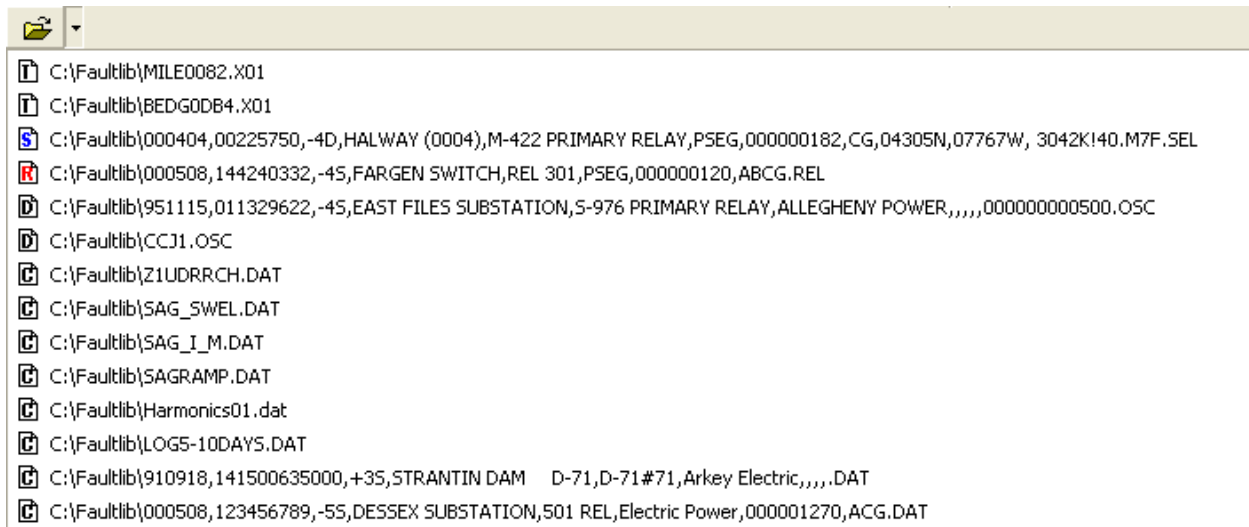 T C:\Faultlib\MILE0082.X01
T C:\Faultlib\BEDG0DB4.X01
S C:\Faultlib\000404,00225750,-4D,HALWAY (0004),M-422 PRIMARY RELAY,PSEG,000000182,CG,04305N,07767W, 3042K!40.M7F.SEL
R C:\Faultlib\000508,144240332,-4S,FARGEN SWITCH,REL 301,PSEG,000000120,ABCG.REL
D C:\Faultlib\951115,011329622,-4S,EAST FILES SUBSTATION,S-976 PRIMARY RELAY,ALLEGHENY POWER,,,,,000000000500.OSC
D C:\Faultlib\CCJ1.OSC
C C:\Faultlib\Z1UDRRCH.DAT
C C:\Faultlib\SAG_SWEL.DAT
C C:\Faultlib\SAG_I_M.DAT
C C:\Faultlib\SAGRAMP.DAT
C C:\Faultlib\Harmonics01.dat
C C:\Faultlib\LOG5-10DAYS.DAT
C C:\Faultlib\910918,141500635000,+3S,STRANTIN DAM    D-71,D-71#71,Arkey Electric,,,,.DAT
C C:\Faultlib\000508,123456789,-5S,DESSEX SUBSTATION,501 REL,Electric Power,000001270,ACG.DAT